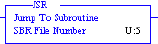 JSR
Jump To Subroutine
SBR File Number U:5